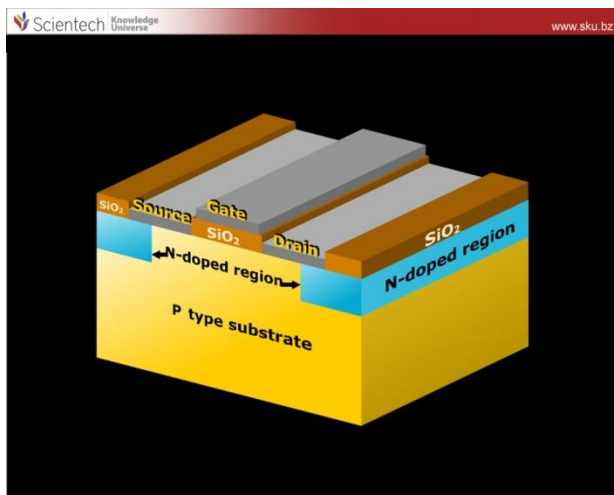 Scientech Knowledge Universe
www.sku.bz
SiO₂
Source
Gate
SiO₂
Drain
SiO₂
N-doped region
N-doped region
P type substrate